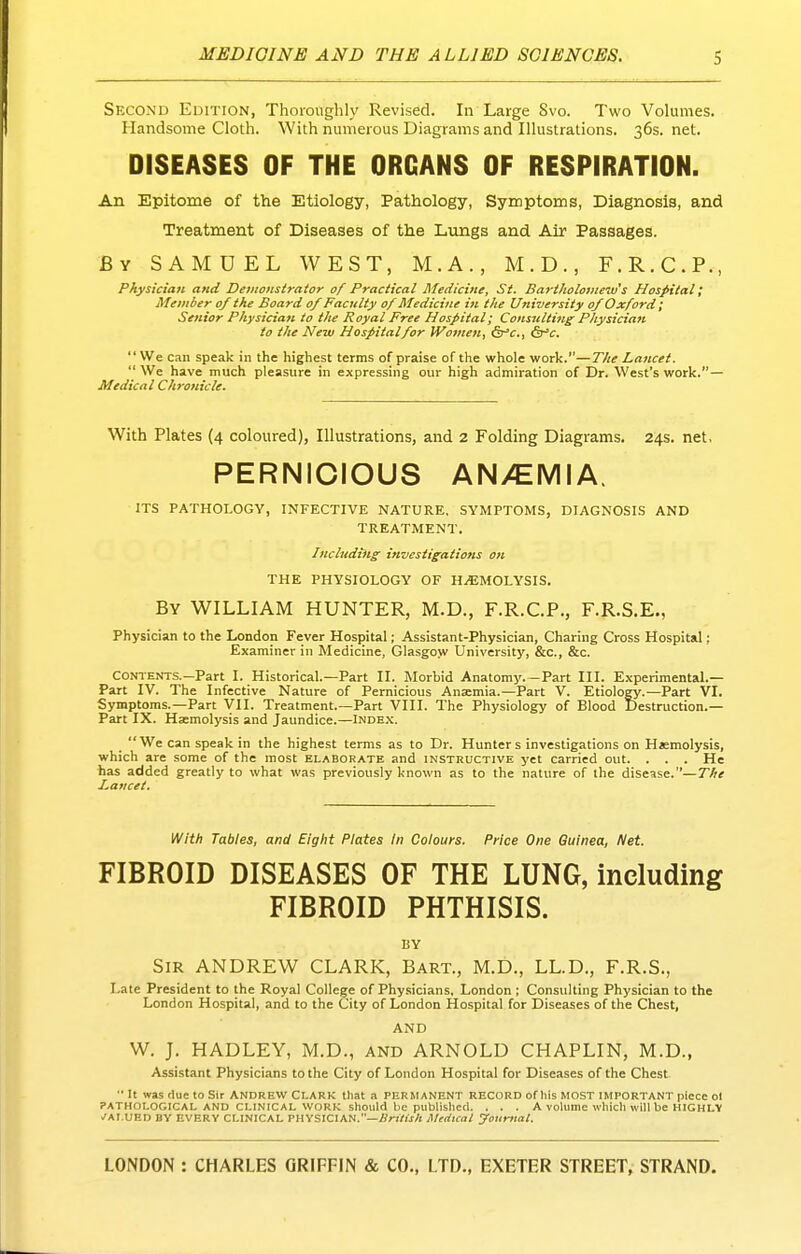 MEDICINE AND THE ALLIED SCIENCES. 5
SECOND EDITION, Thoroughly Revised. In Large 8vo. Two Volumes.
Handsome Cloth. With numerous Diagrams and Illustrations. 36s. net.
DISEASES OF THE ORGANS OF RESPIRATION.
An Epitome of the Etiology, Pathology, Symptoms, Diagnosis, and
Treatment of Diseases of the Lungs and Air Passages.
BY SAMUEL WEST, M.A., M.D., F.R.C.P.,
Physician and Demonstrator of Practical Medicine, St. Bartholomew's Hospital;
Member of the Board of Faculty of Medicine in the University of Oxford;
Senior Physician to the Royal Free Hospital; Consulting Physician
to the New Hospital for Women, &c., &c.
"We can speak in the highest terms of praise of the whole work."—The Lancet.
"We have much pleasure in expressing our high admiration of Dr. West's work."—
Medical Chronicle.
With Plates (4 coloured), Illustrations, and 2 Folding Diagrams. 24s. net.
PERNICIOUS ANÆMIA.
ITS PATHOLOGY, INFECTIVE NATURE, SYMPTOMS, DIAGNOSIS AND
TREATMENT.
Including investigations on
THE PHYSIOLOGY OF HÆMOLYSIS.
BY WILLIAM HUNTER, M.D., F.R.C.P., F.R.S.E.,
Physician to the London Fever Hospital; Assistant-Physician, Charing Cross Hospital;
Examiner in Medicine, Glasgow University, &c., &c.
CONTENTS.—Part I. Historical.—Part II. Morbid Anatomy.—Part III. Experimental.—
Part IV. The Infective Nature of Pernicious Anæmia.—Part V. Etiology.—Part VI.
Symptoms.—Part VII. Treatment.—Part VIII. The Physiology of Blood Destruction.—
Part IX. Hæmolysis and Jaundice.—INDEX.
"We can speak in the highest terms as to Dr. Hunter s investigations on Hæmolysis,
which are some of the most ELABORATE and INSTRUCTIVE yet carried out. . . . He
has added greatly to what was previously known as to the nature of the disease."—The
Lancet.
With Tables, and Eight Plates in Colours. Price One Guinea, Net.
FIBROID DISEASES OF THE LUNG, including
FIBROID PHTHISIS.
BY
SIR ANDREW CLARK, BART., M.D., LL.D., F.R.S.,
Late President to the Royal College of Physicians, London; Consulting Physician to the
London Hospital, and to the City of London Hospital for Diseases of the Chest,
AND
W. J. HADLEY, M.D., AND ARNOLD CHAPLIN, M.D.,
Assistant Physicians to the City of London Hospital for Diseases of the Chest
"It was due to Sir ANDREW CLARK that a PERMANENT RECORD of his MOST IMPORTANT piece of
PATHOLOGICAL AND CLINICAL WORK should be published. . . . A volume which will be HIGHLY
VALUED BY EVERY CLINICAL PHYSICIAN."—British Medical Journal.
LONDON : CHARLES GRIFFIN & CO., LTD., EXETER STREET, STRAND.